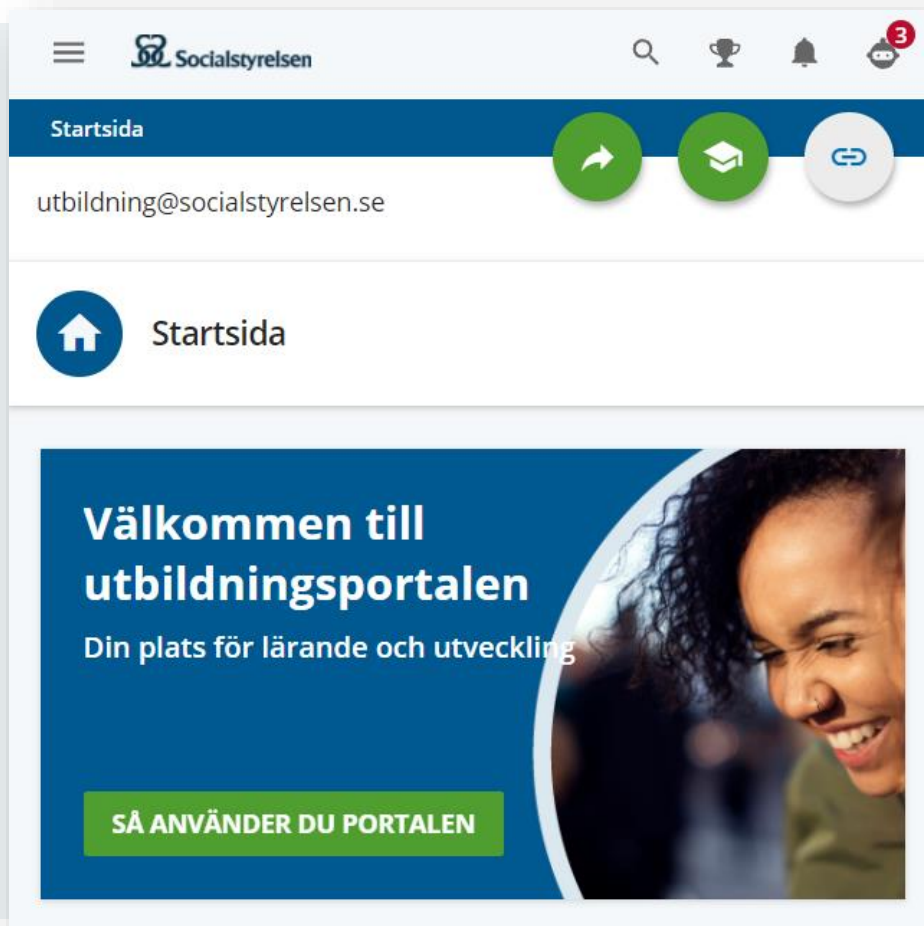 Socialstyrelsen
3
Startsida
utbildning@socialstyrelsen.se
Startsida
Välkommen till
utbildningsportalen
Din plats för lärande och utveckling
SÅ ANVÄNDER DU PORTALEN